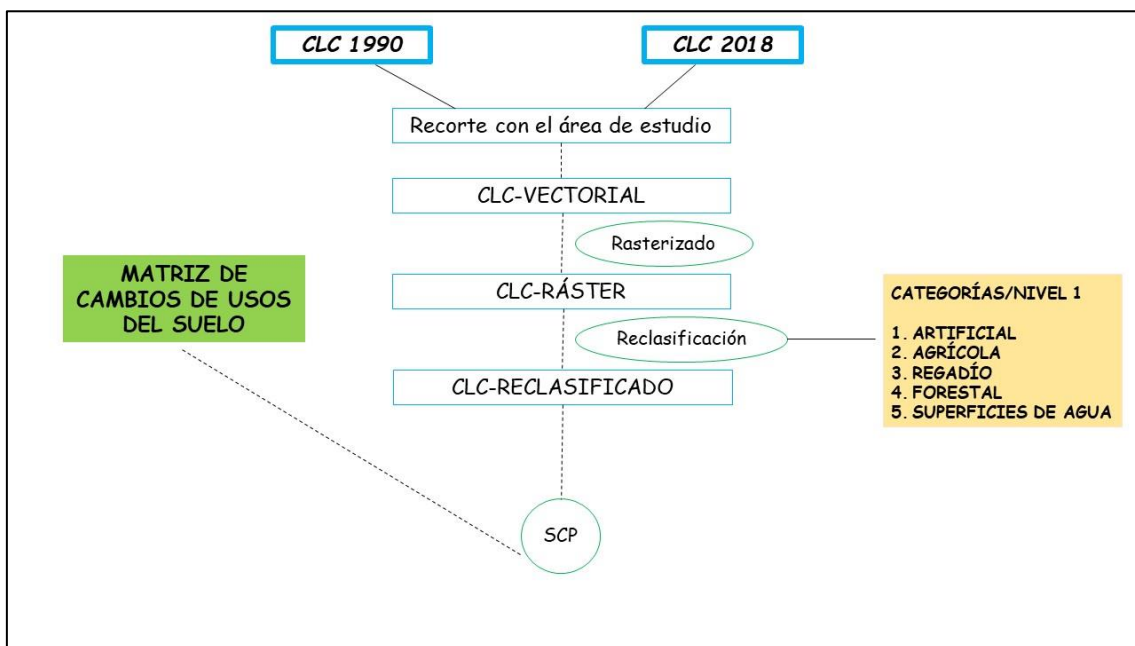 CLC 1990
CLC 2018
Recorte con el área de estudio
CLC-VECTORIAL
Rasterizado
MATRIZ DE
CAMBIOS DE USOS
DEL SUELO
CLC-RÁSTER
Reclasificación
CLC-RECLASIFICADO
CATEGORÍAS/NIVEL 1
1. ARTIFICIAL
2. AGRÍCOLA
3. REGADÍO
4. FORESTAL
5. SUPERFICIES DE AGUA
SCP